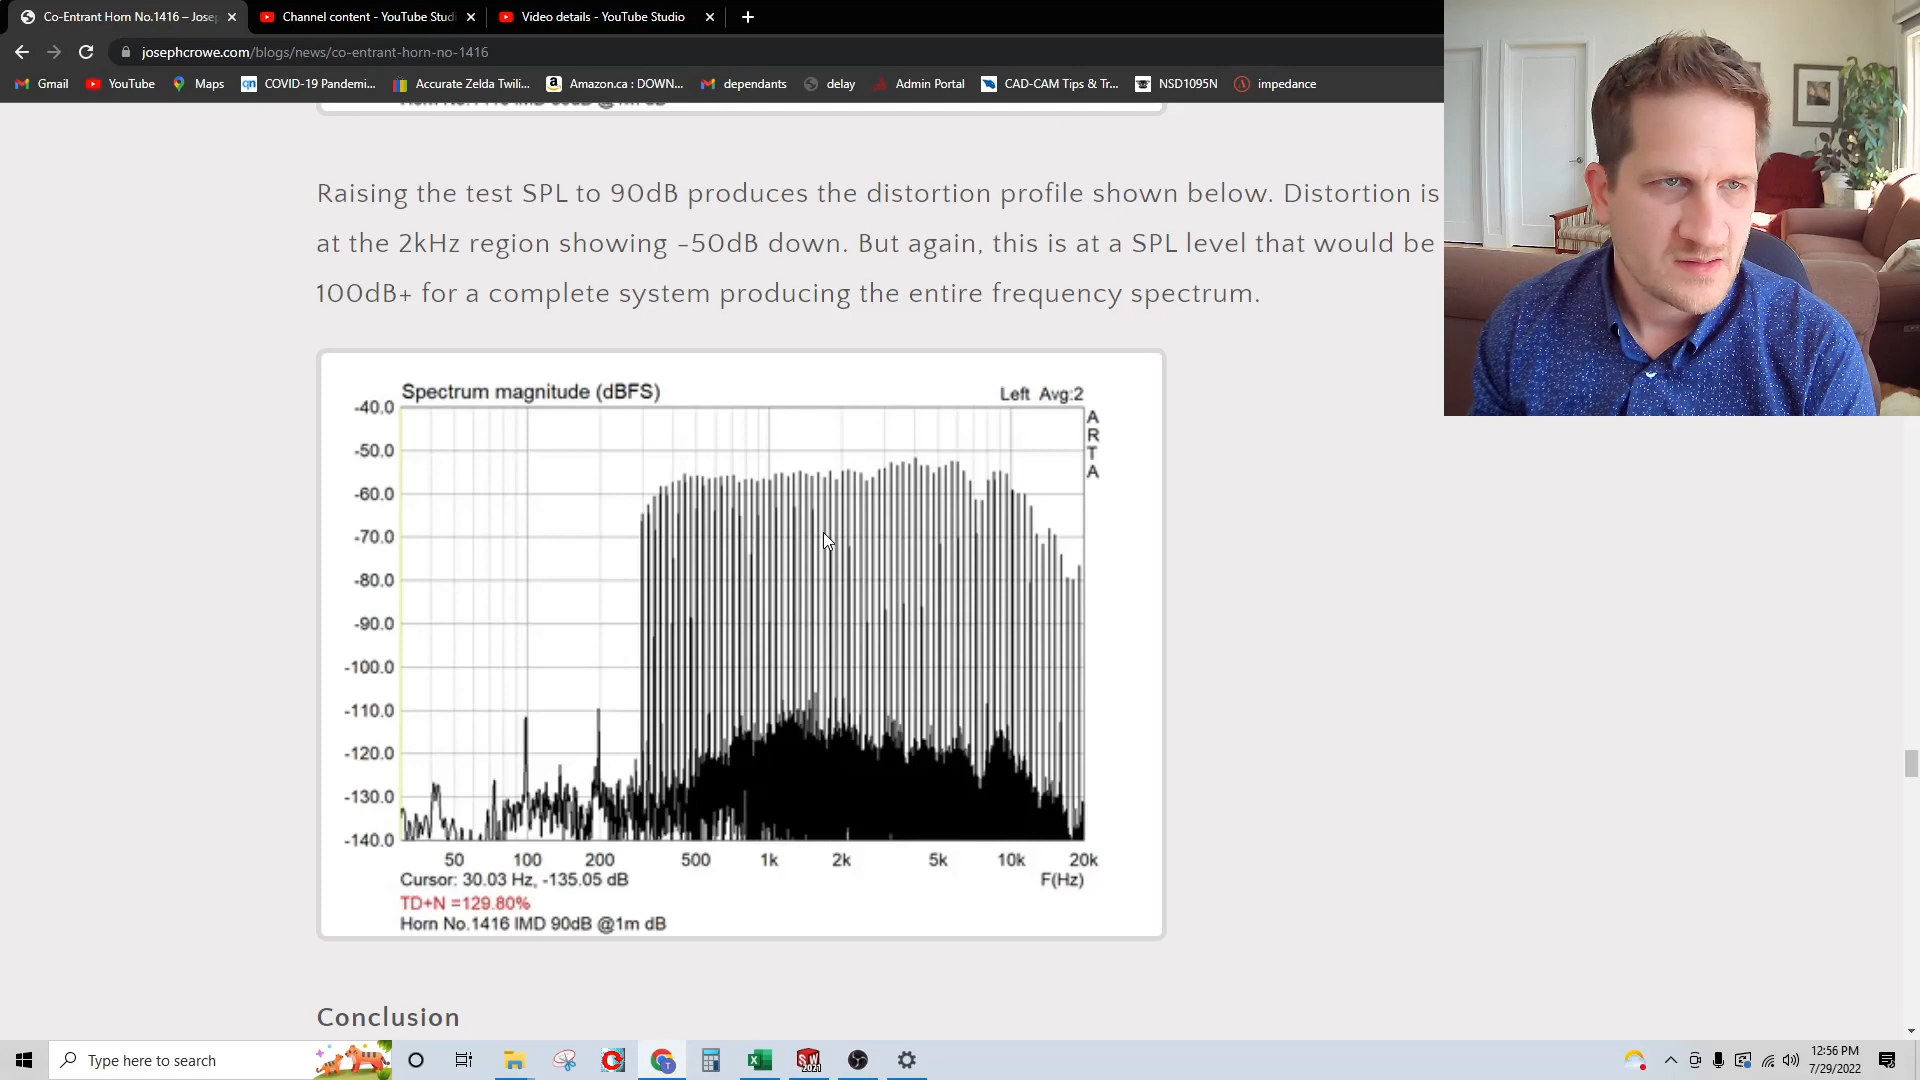 Co-Entrant Horn No.1416 – Jose
Channel content - YouTube Studi
Video details - YouTube Studio
josephcrowe.com/blogs/news/co-entrant-horn-no-1416
Gmail YouTube Maps COVID-19 Pandemi... Accurate Zelda Twili... Amazon.ca : DOWN... dependants delay Admin Portal CAD-CAM Tips & Tr... NSD1095N impedance
Raising the test SPL to 90dB produces the distortion profile shown below. Distortion is
at the 2kHz region showing -50dB down. But again, this is at a SPL level that would be
100dB+ for a complete system producing the entire frequency spectrum.
Spectrum magnitude (dBFS) Left Avg:2
A
R
T
A
-40.0
-50.0
-60.0
-70.0
-80.0
-90.0
-100.0
-110.0
-120.0
-130.0
-140.0
50 100 200 500 1k 2k 5k 10k 20k
Cursor: 30.03 Hz, -135.05 dB F(Hz)
TD+N =129.80%
Horn No.1416 IMD 90dB @1m dB
Conclusion
Type here to search
12:56 PM
7/29/2022